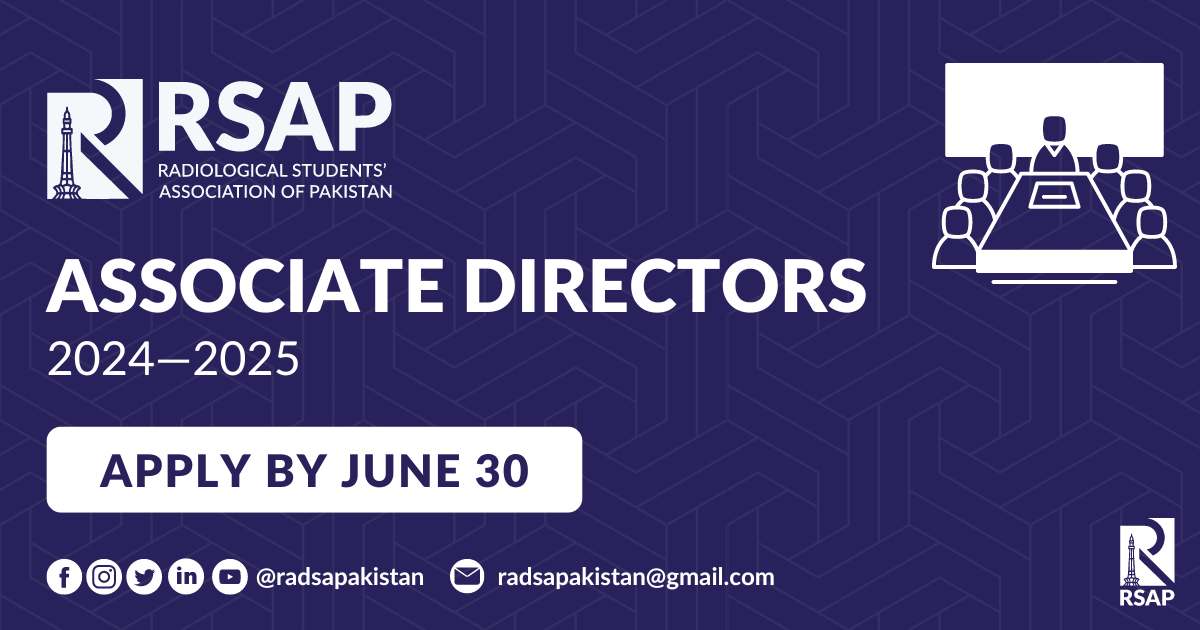 RSAP
RADIOLOGICAL STUDENTS’
ASSOCIATION OF PAKISTAN
ASSOCIATE DIRECTORS
2024—2025
APPLY BY JUNE 30
@radsapakistan radsapakistan@gmail.com
RSAP